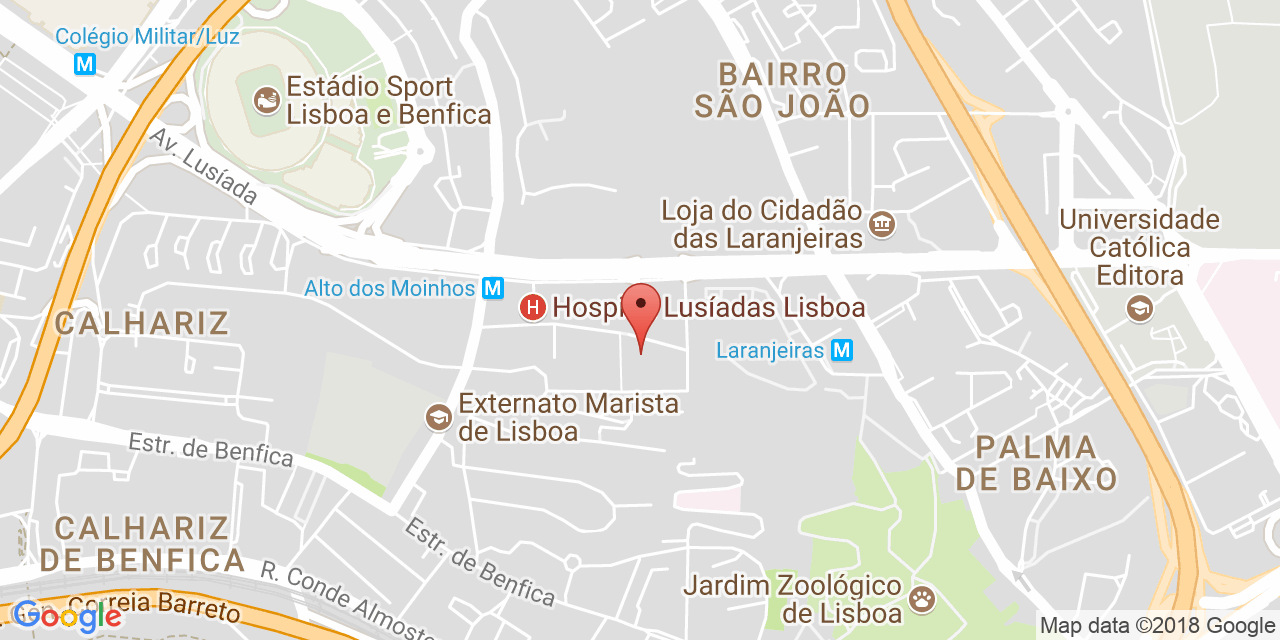 Colégio Militar/Luz
M
Estádio Sport
Lisboa e Benfica
BAIRRO
SÃO JOÃO
Av. Lusíada
Loja do Cidadão
das Laranjeiras
Universidade
Católica
Editora
Alto dos Moinhos M
H Hospi Lusíadas Lisboa
CALHARIZ
Laranjeiras M
Externato Marista
de Lisboa
Estr. de Benfica
PALMA
DE BAIXO
CALHARIZ
DE BENFICA
Estr. de Benfica
R. Conde Almoste
Jardim Zoológico
de Lisboa
Correia Barreto
Google
Map data ©2018 Google